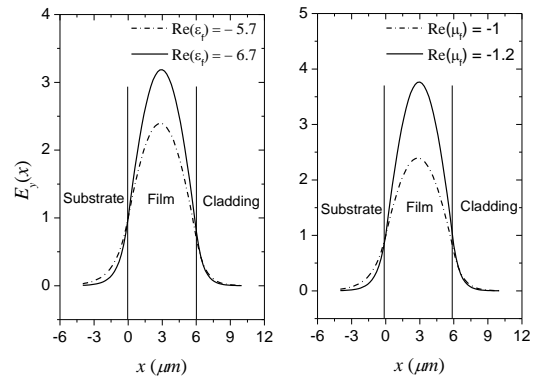 4
3
2
1
0
E_y(x)
Re(ε_f) = − 5.7
Re(ε_f) = − 6.7
Substrate
Film
Cladding
-6 -3 0 3 6 9 12
x (μm)
5
4
3
2
1
0
Re(μ_f) = -1
Re(μ_f) = -1.2
Substrate
Film
Cladding
-6 -3 0 3 6 9 12
x (μm)